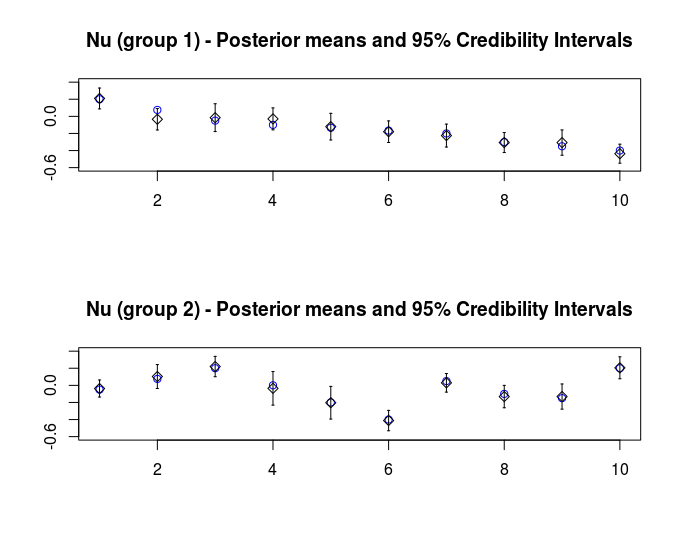 Nu (group 1) - Posterior means and 95% Credibility Intervals
0.0
-0.6
2 4 6 8 10
Nu (group 2) - Posterior means and 95% Credibility Intervals
0.0
-0.6
2 4 6 8 10